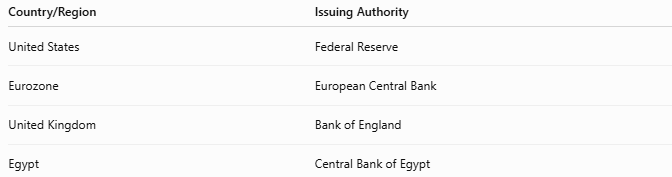 Country/Region Issuing Authority
United States Federal Reserve
Eurozone European Central Bank
United Kingdom Bank of England
Egypt Central Bank of Egypt